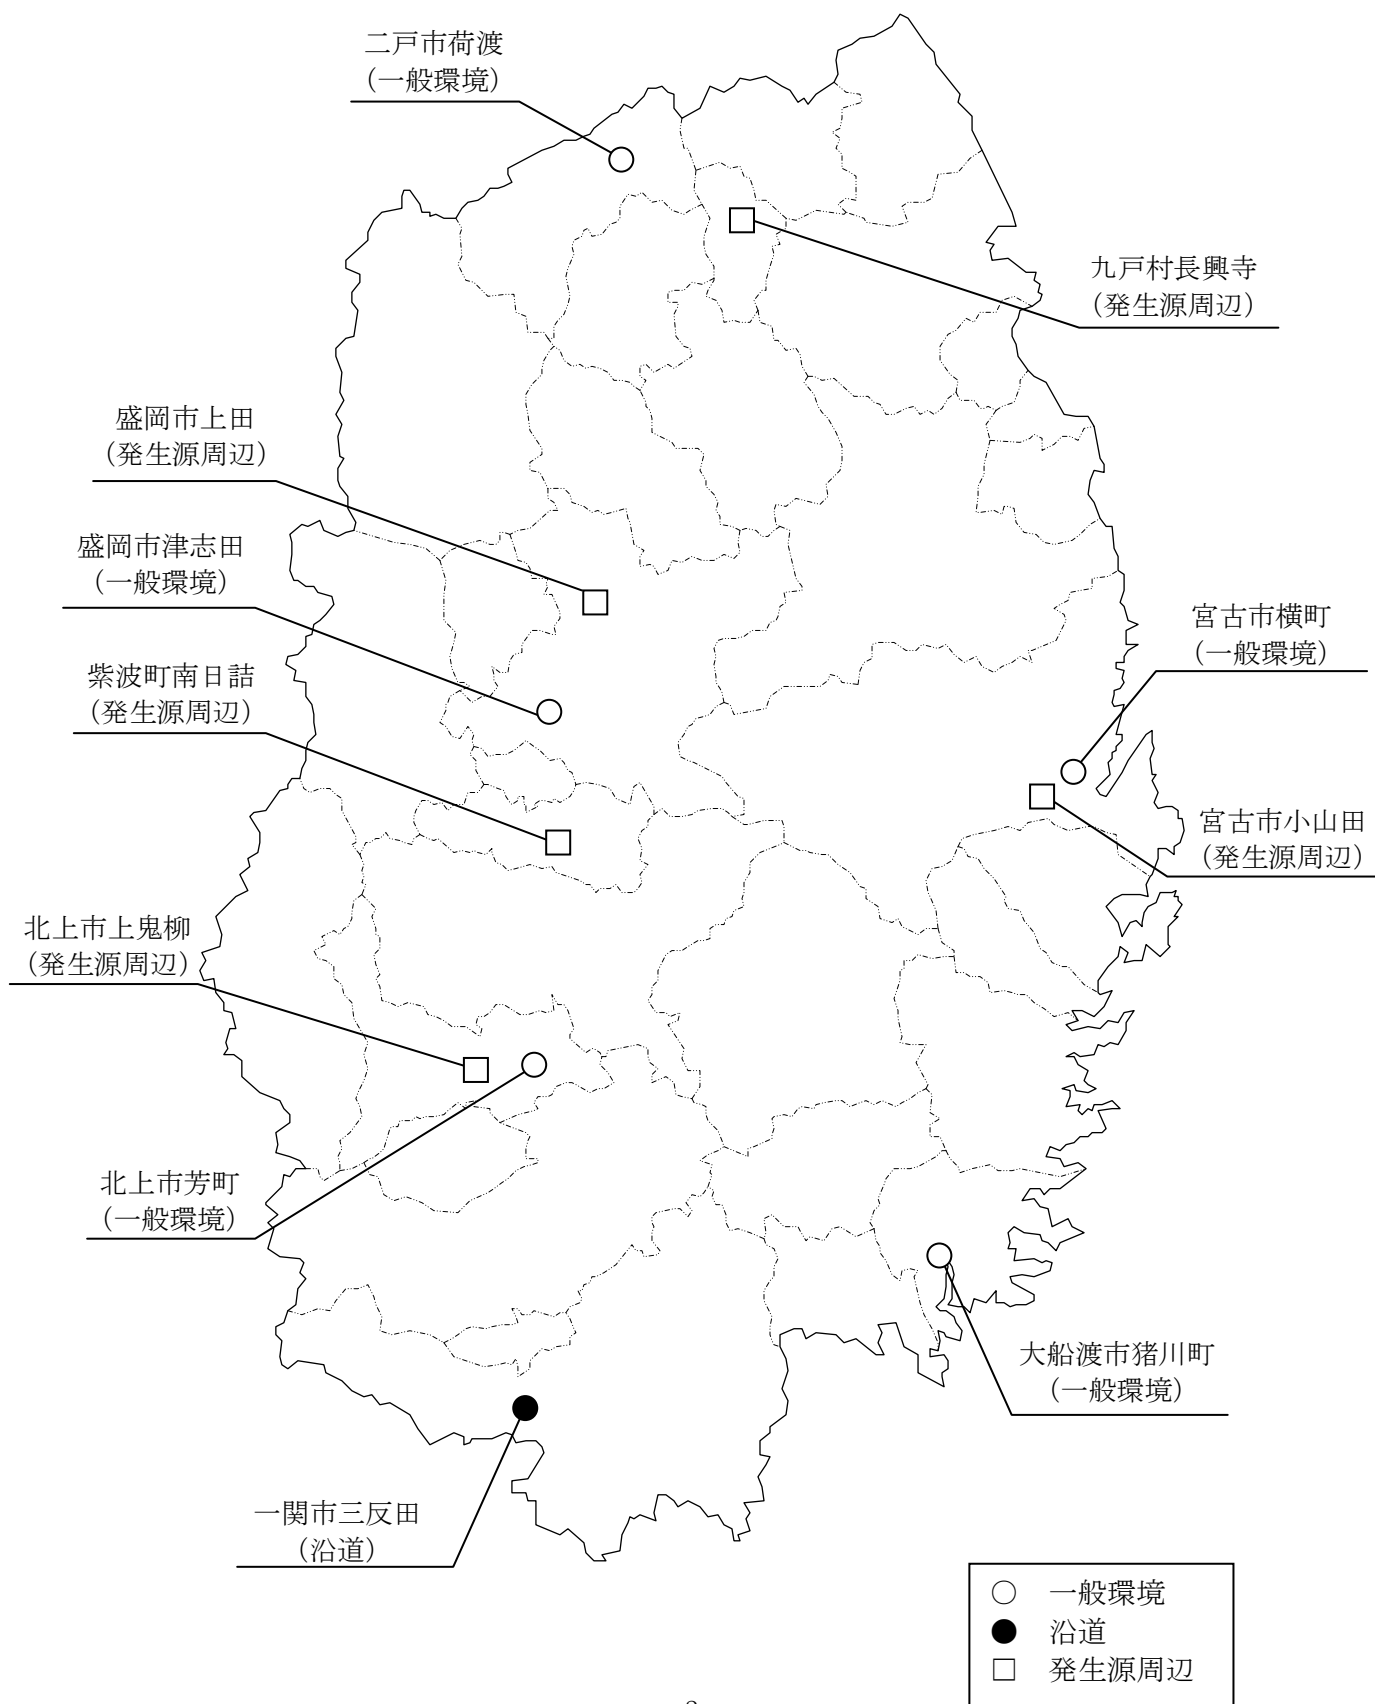 二戸市荷渡
（一般環境）
九戸村長興寺
（発生源周辺）
盛岡市上田
（発生源周辺）
盛岡市津志田
（一般環境）
宮古市横町
（一般環境）
紫波町南日詰
（発生源周辺）
宮古市小山田
（発生源周辺）
北上市上鬼柳
（発生源周辺）
北上市芳町
（一般環境）
大船渡市猪川町
（一般環境）
一関市三反田
（沿道）
○ 一般環境
● 沿道
□ 発生源周辺